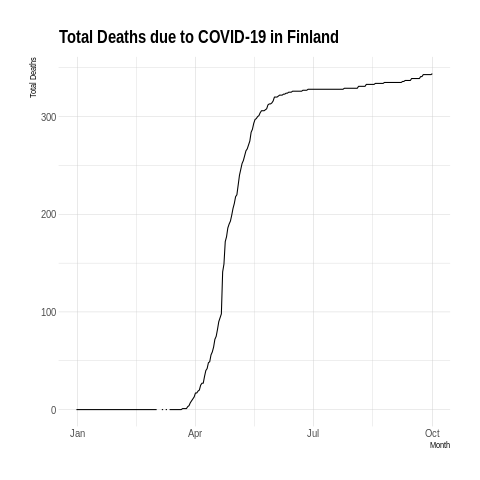 Total Deaths due to COVID-19 in Finland
Total Deaths
300
200
100
0
Jan Apr Jul Oct
Month